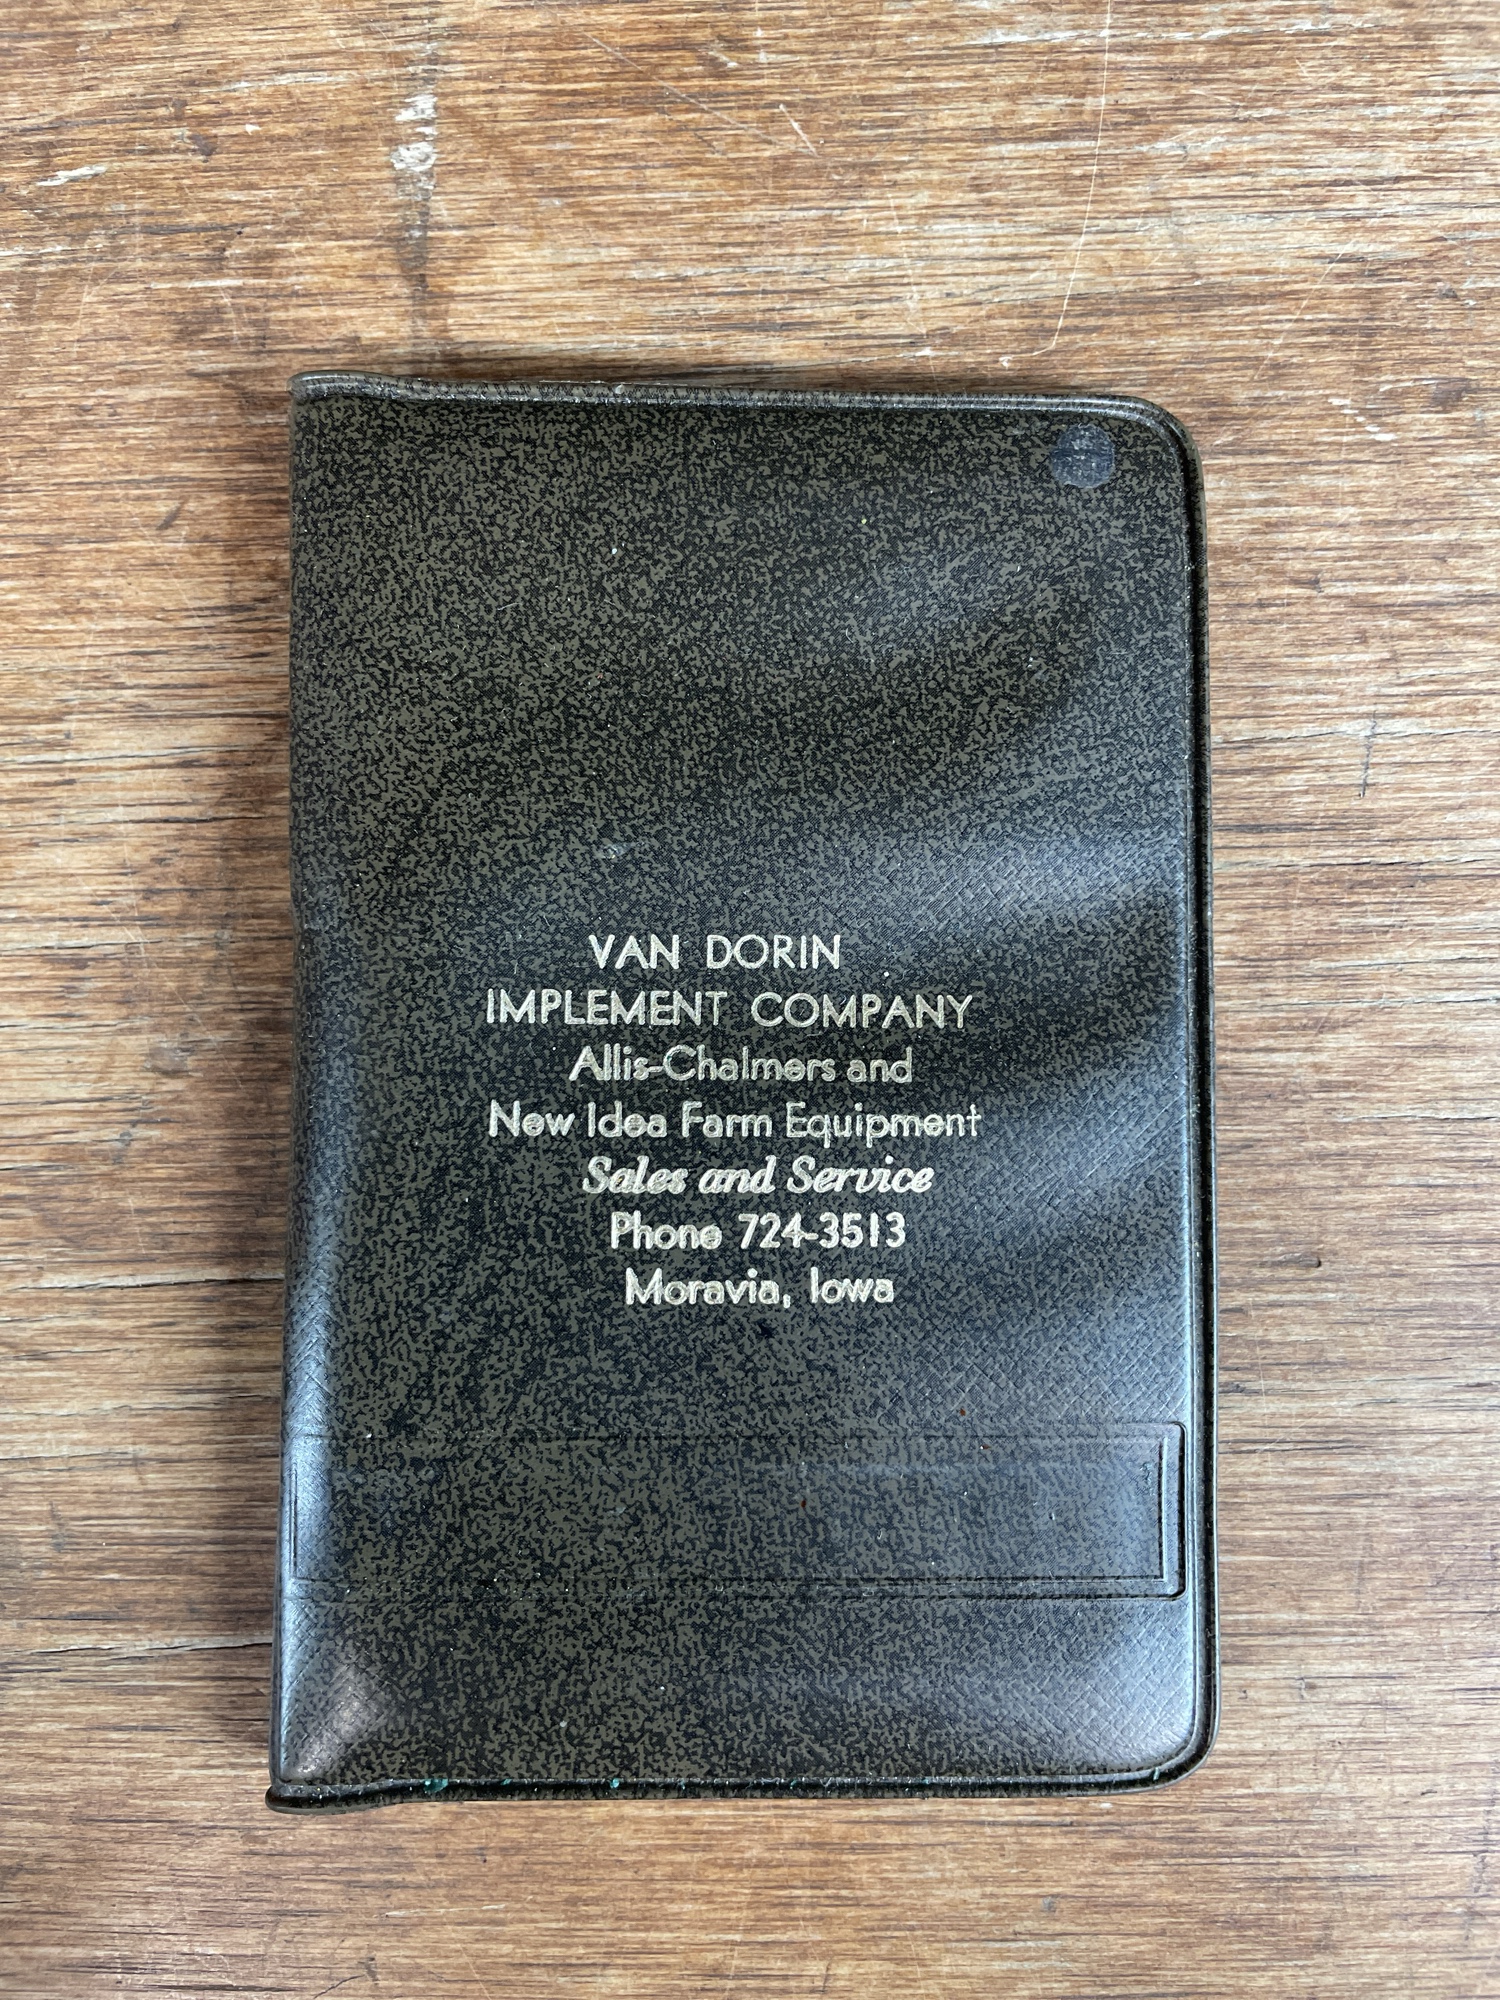 VAN DORIN
IMPLEMENT COMPANY
Allis-Chalmers and
New Idea Farm Equipment
Sales and Service
Phone 724-3513
Moravia, Iowa